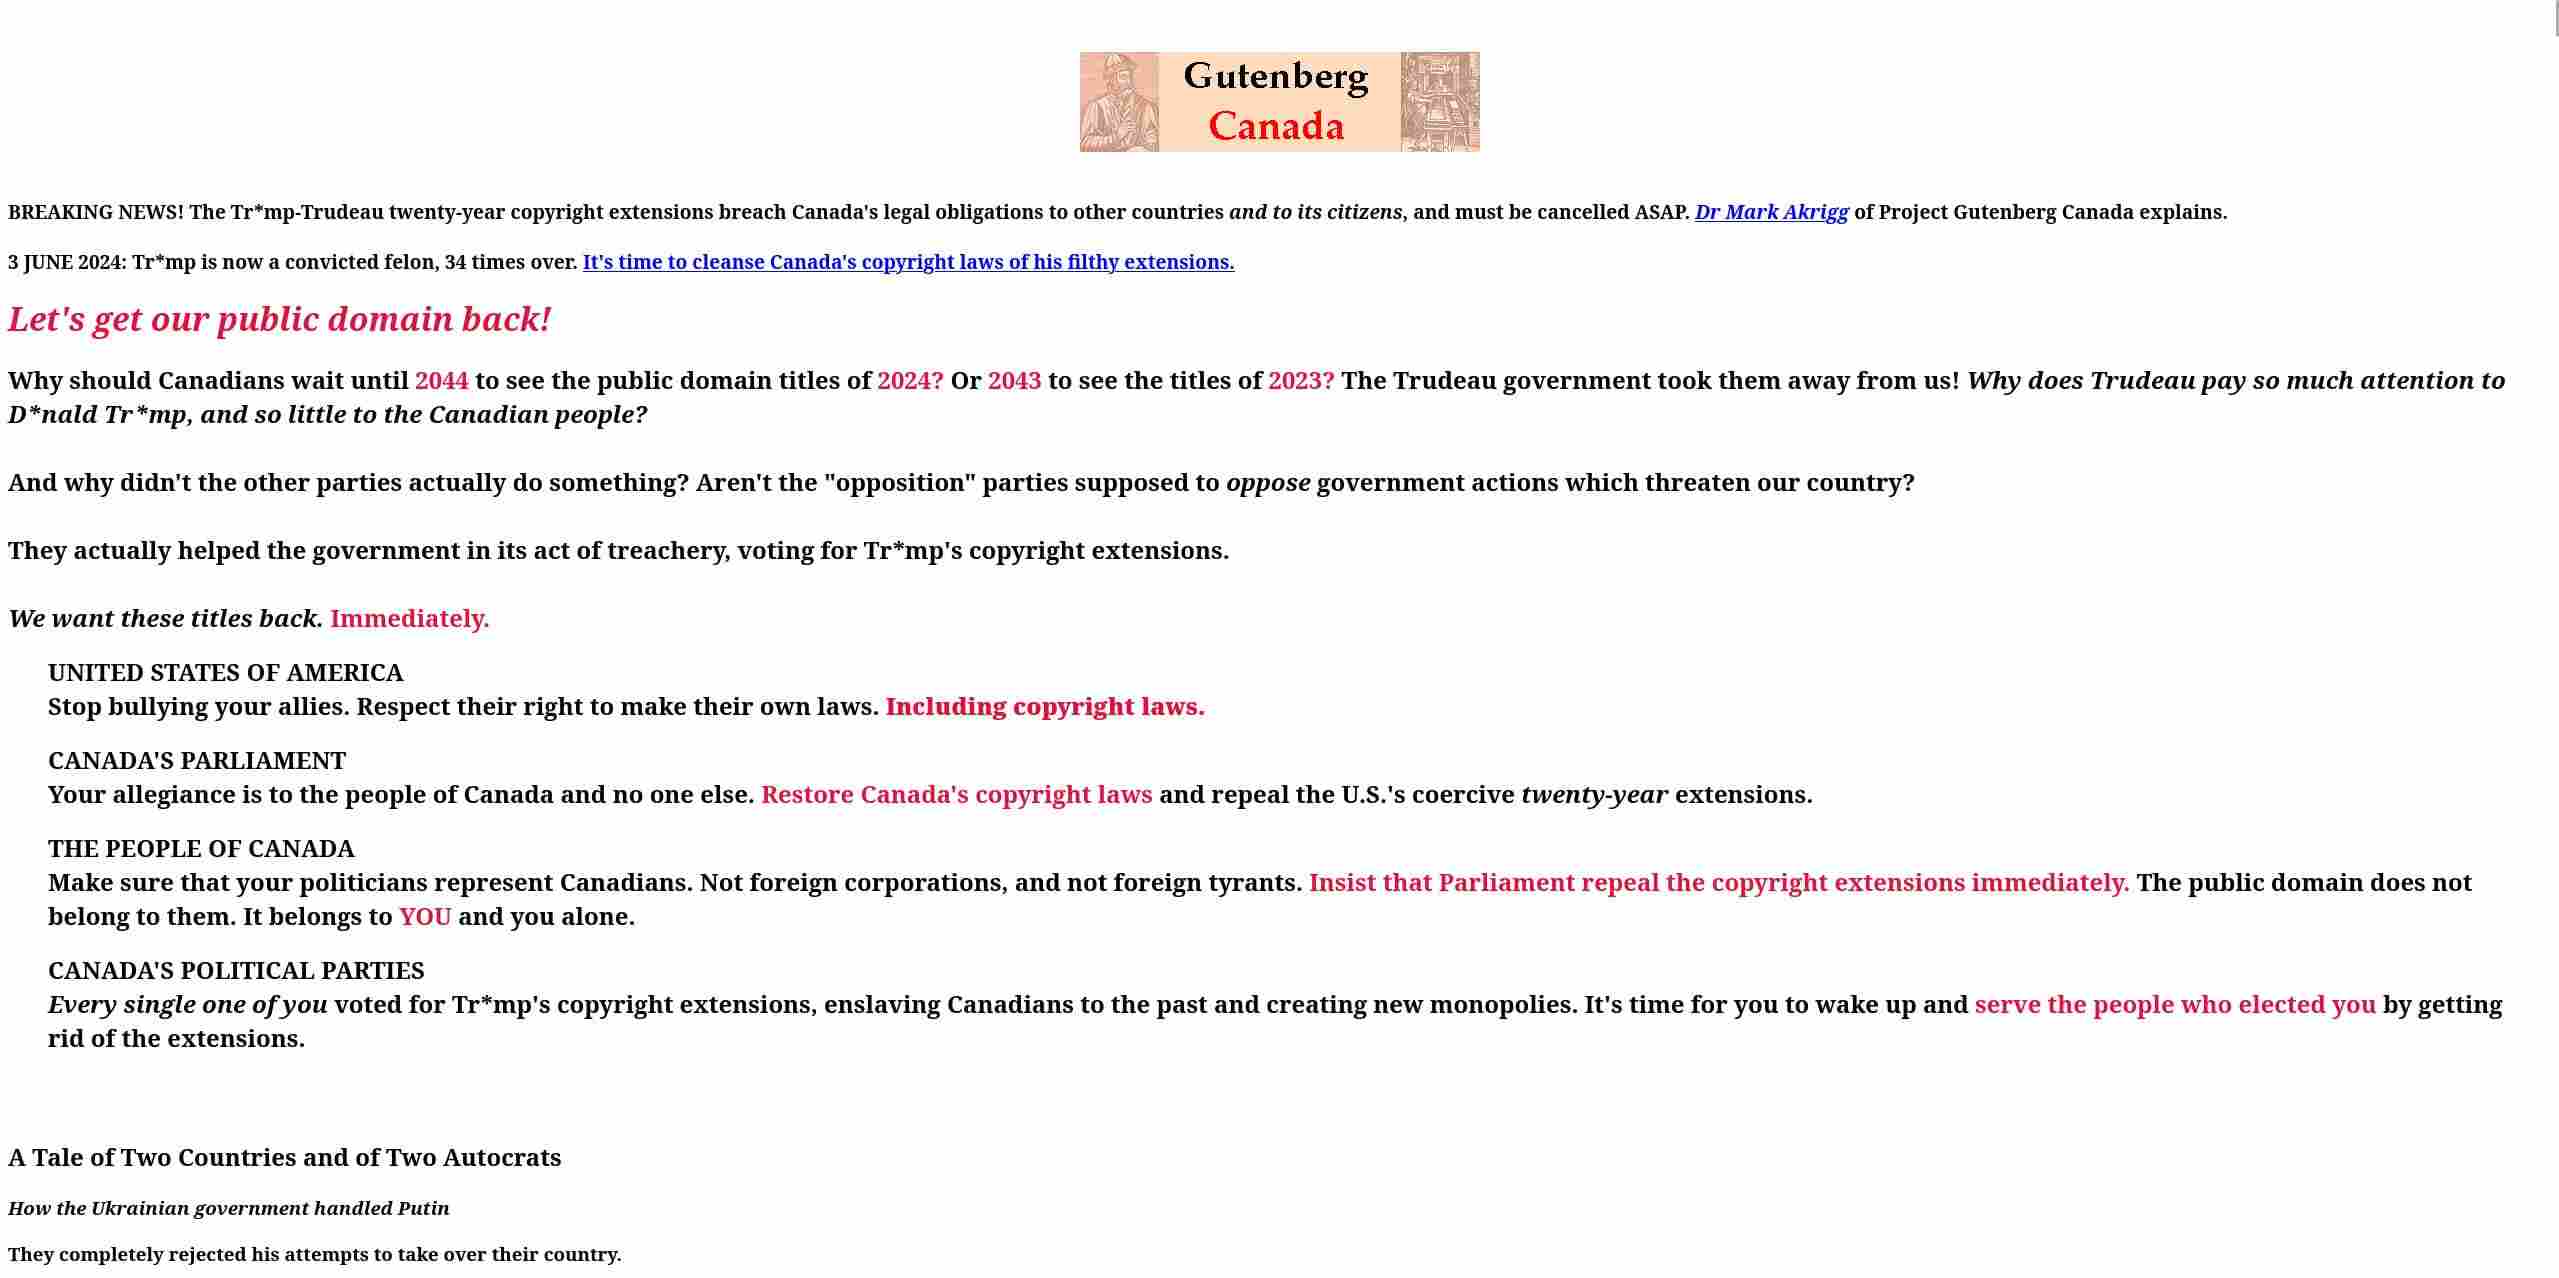 Gutenberg
Canada
BREAKING NEWS! The Tr*mp-Trudeau twenty-year copyright extensions breach Canada's legal obligations to other countries and to its citizens, and must be cancelled ASAP. Dr Mark Akrigg of Project Gutenberg Canada explains.
3 JUNE 2024: Tr*mp is now a convicted felon, 34 times over. It's time to cleanse Canada's copyright laws of his filthy extensions.
Let's get our public domain back!
Why should Canadians wait until 2044 to see the public domain titles of 2024? Or 2043 to see the titles of 2023? The Trudeau government took them away from us! Why does Trudeau pay so much attention to
D*nald Tr*mp, and so little to the Canadian people?
And why didn't the other parties actually do something? Aren't the "opposition" parties supposed to oppose government actions which threaten our country?
They actually helped the government in its act of treachery, voting for Tr*mp's copyright extensions.
We want these titles back. Immediately.
UNITED STATES OF AMERICA
Stop bullying your allies. Respect their right to make their own laws. Including copyright laws.
CANADA'S PARLIAMENT
Your allegiance is to the people of Canada and no one else. Restore Canada's copyright laws and repeal the U.S.'s coercive twenty-year extensions.
THE PEOPLE OF CANADA
Make sure that your politicians represent Canadians. Not foreign corporations, and not foreign tyrants. Insist that Parliament repeal the copyright extensions immediately. The public domain does not
belong to them. It belongs to YOU and you alone.
CANADA'S POLITICAL PARTIES
Every single one of you voted for Tr*mp's copyright extensions, enslaving Canadians to the past and creating new monopolies. It's time for you to wake up and serve the people who elected you by getting
rid of the extensions.
A Tale of Two Countries and of Two Autocrats
How the Ukrainian government handled Putin
They completely rejected his attempts to take over their country.